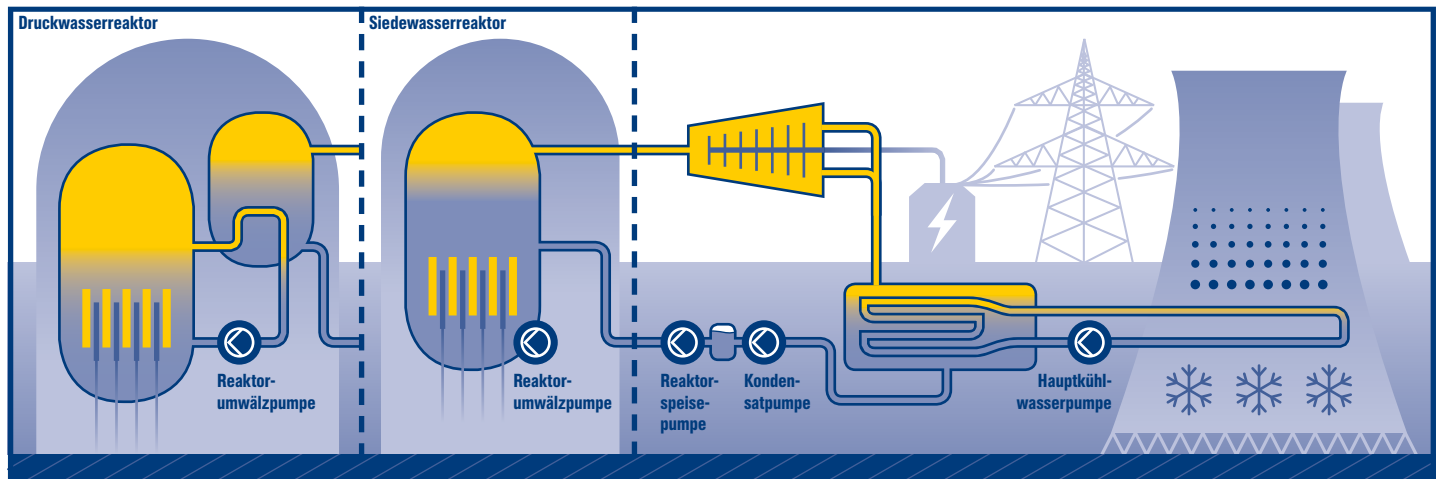 Druckwasserreaktor
Siedewasserreaktor
Reaktor-
umwälzpumpe
Reaktor-
umwälzpumpe
Reaktor-
speise-
pumpe
Konden-
satpumpe
Hauptkühl-
wasserpumpe